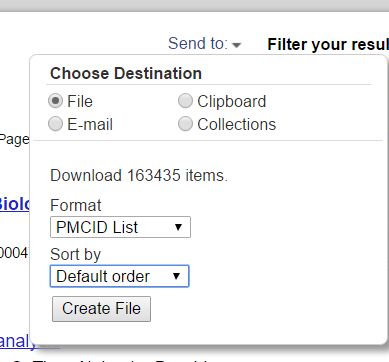 Send to:
Filter your resul
Choose Destination
File
Clipboard
E-mail
Collections
Page
Download 163435 items.
Format
Biolo
PMCID List
Sort by
0004
Default order
Create File
analy